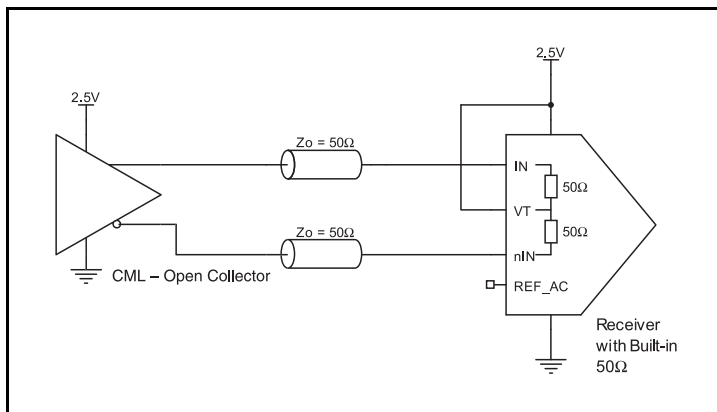 2.5V
2.5V
Zo = 50Ω
IN
50Ω
VT
50Ω
Zo = 50Ω
nIN
CML – Open Collector
REF_AC
Receiver
with Built-in
50Ω